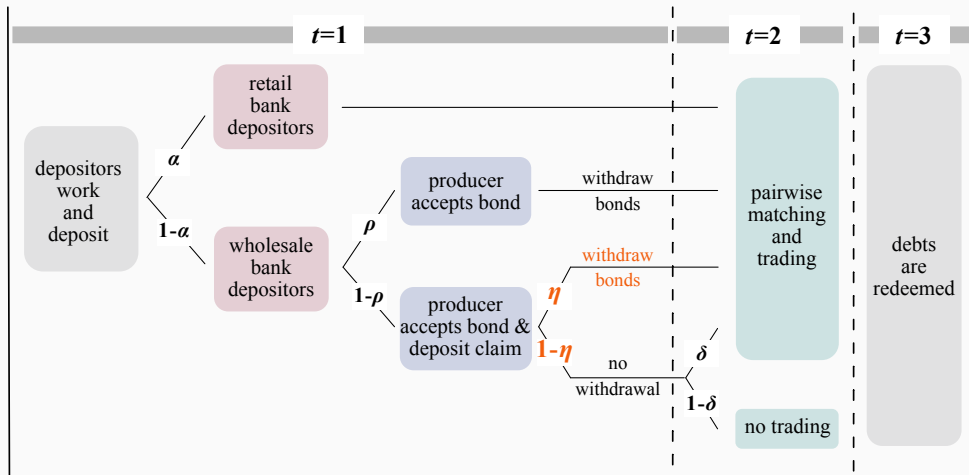 t=1
t=2
t=3
depositors
work
and
deposit
α
1-α
retail
bank
depositors
wholesale
bank
depositors
ρ
1-ρ
producer
accepts bond
producer
accepts bond &
deposit claim
withdraw
bonds
η
1-η
withdraw
bonds
no
withdrawal
δ
1-δ
pairwise
matching
and
trading
no trading
debts
are
redeemed